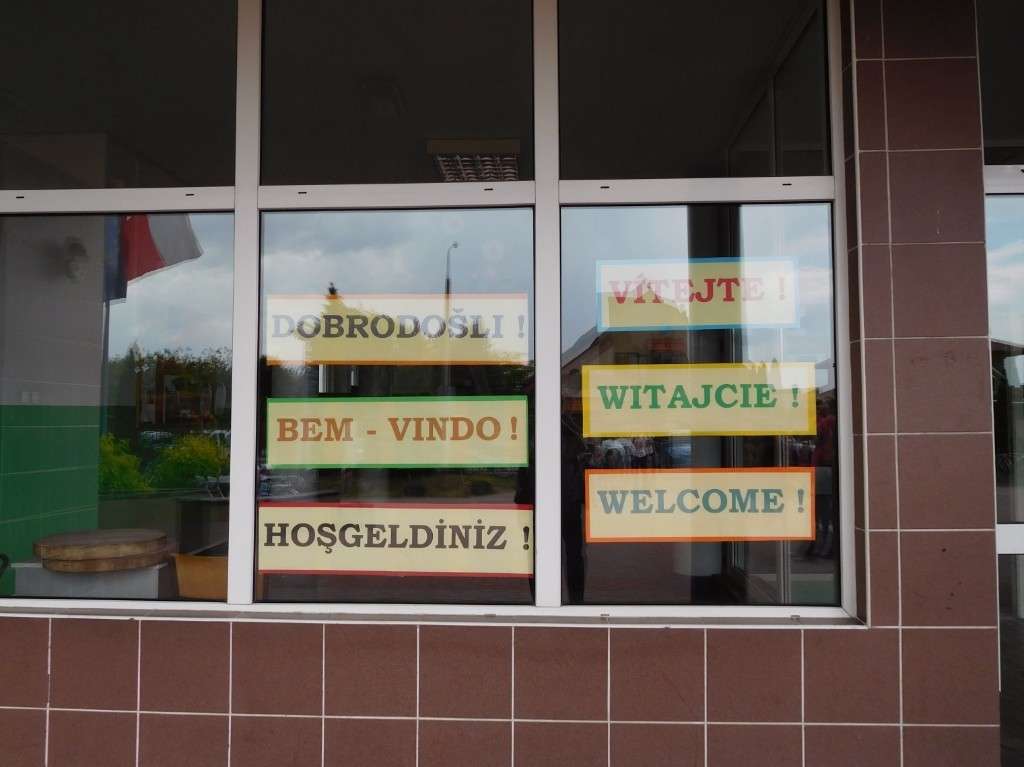 DOBRODOŠLI !
BEM - VINDO !
HOŞGELDİNİZ !
VÍTEJTE !
WITAJCIE !
WELCOME !